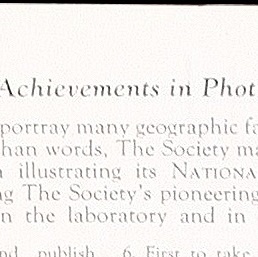 Achievements in Phot
portray many geographic fa
han words, The Society ma
illustrating its NATIONA
ng The Society's pioneering
n the laboratory and in
nd publish 6. First to take